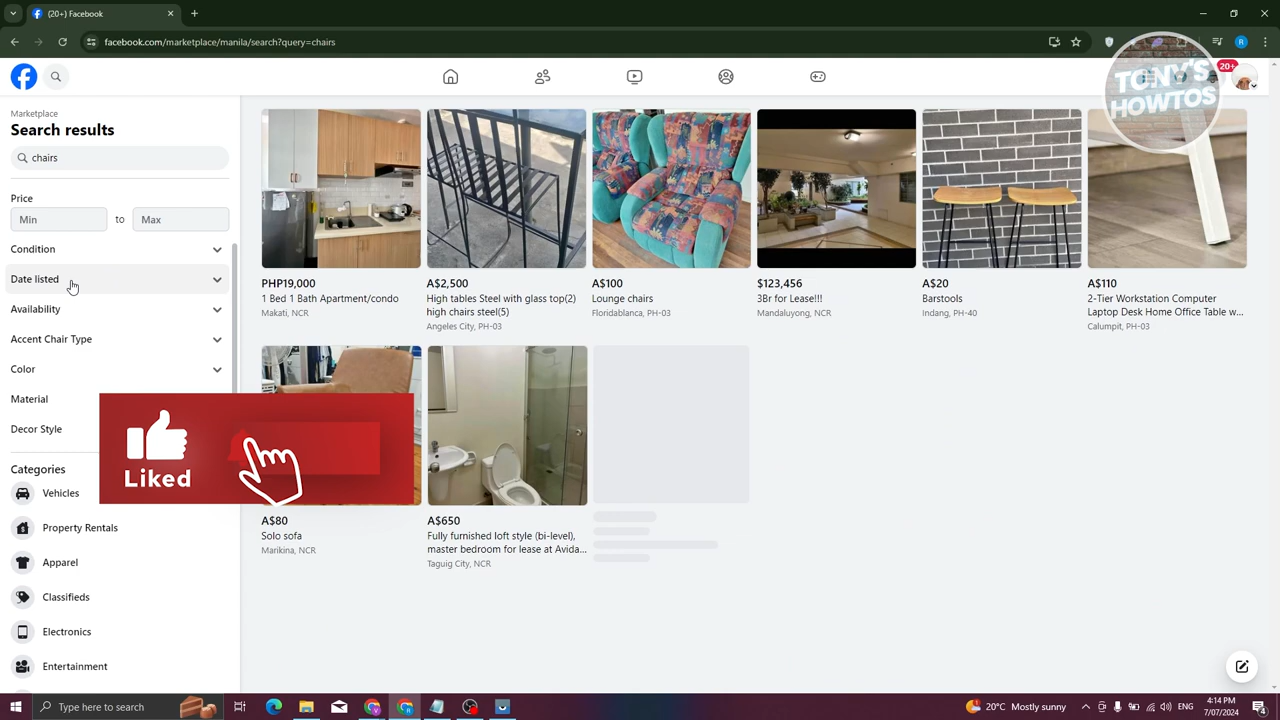 (20+) Facebook
facebook.com/marketplace/manila/search?query=chairs
TONY'S
HOWTOS
20+
Marketplace
Search results
chairs
Price
Min
to
Max
Condition
Date listed
Availability
Accent Chair Type
Color
Material
Decor Style
Liked
Categories
Vehicles
Property Rentals
Apparel
Classifieds
Electronics
Entertainment
PHP19,000
1 Bed 1 Bath Apartment/condo
Makati, NCR
A$2,500
High tables Steel with glass top(2)
high chairs steel(5)
Angeles City, PH-03
A$100
Lounge chairs
Floridablanca, PH-03
$123,456
3Br for Lease!!!
Mandaluyong, NCR
A$20
Barstools
Indang, PH-40
A$110
2-Tier Workstation Computer
Laptop Desk Home Office Table w...
Calumpit, PH-03
A$80
Solo sofa
Marikina, NCR
A$650
Fully furnished loft style (bi-level),
master bedroom for lease at Avida...
Taguig City, NCR
Type here to search
20°C Mostly sunny
ENG
4:14 PM
7/07/2024